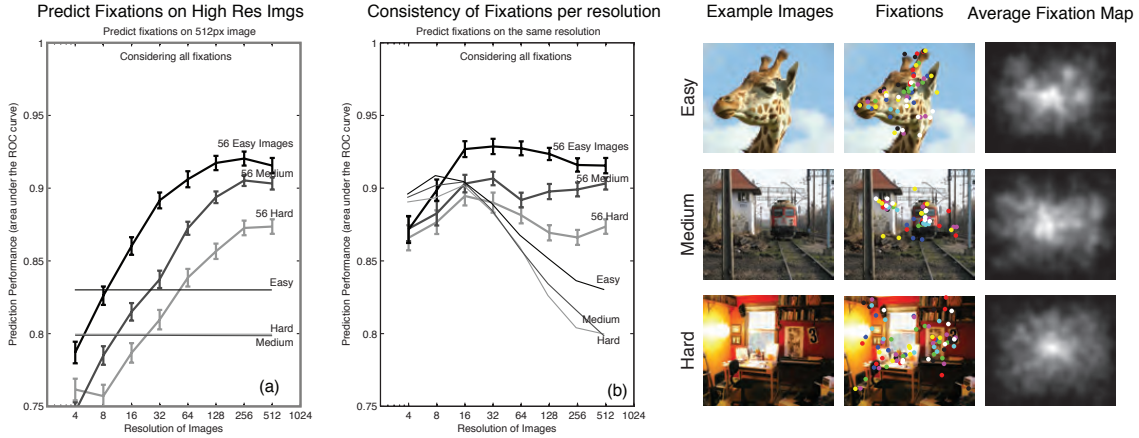 Predict Fixations on High Res Imgs
Predict fixations on 512px image
Considering all fixations
Prediction Performance (area under the ROC curve)
1
0.95
0.9
0.85
0.8
0.75
56 Easy Images
56 Medium
56 Hard
Easy
Hard
Medium
(a)
4 8 16 32 64 128 256 512 1024
Resolution of Images
Consistency of Fixations per resolution
Predict fixations on the same resolution
Considering all fixations
Prediction Performance (area under the ROC curve)
1
0.95
0.9
0.85
0.8
0.75
56 Easy Images
56 Medium
56 Hard
Easy
Medium
Hard
(b)
4 8 16 32 64 128 256 512 1024
Resolution of Images
Example Images
Fixations
Average Fixation Map
Easy
Medium
Hard